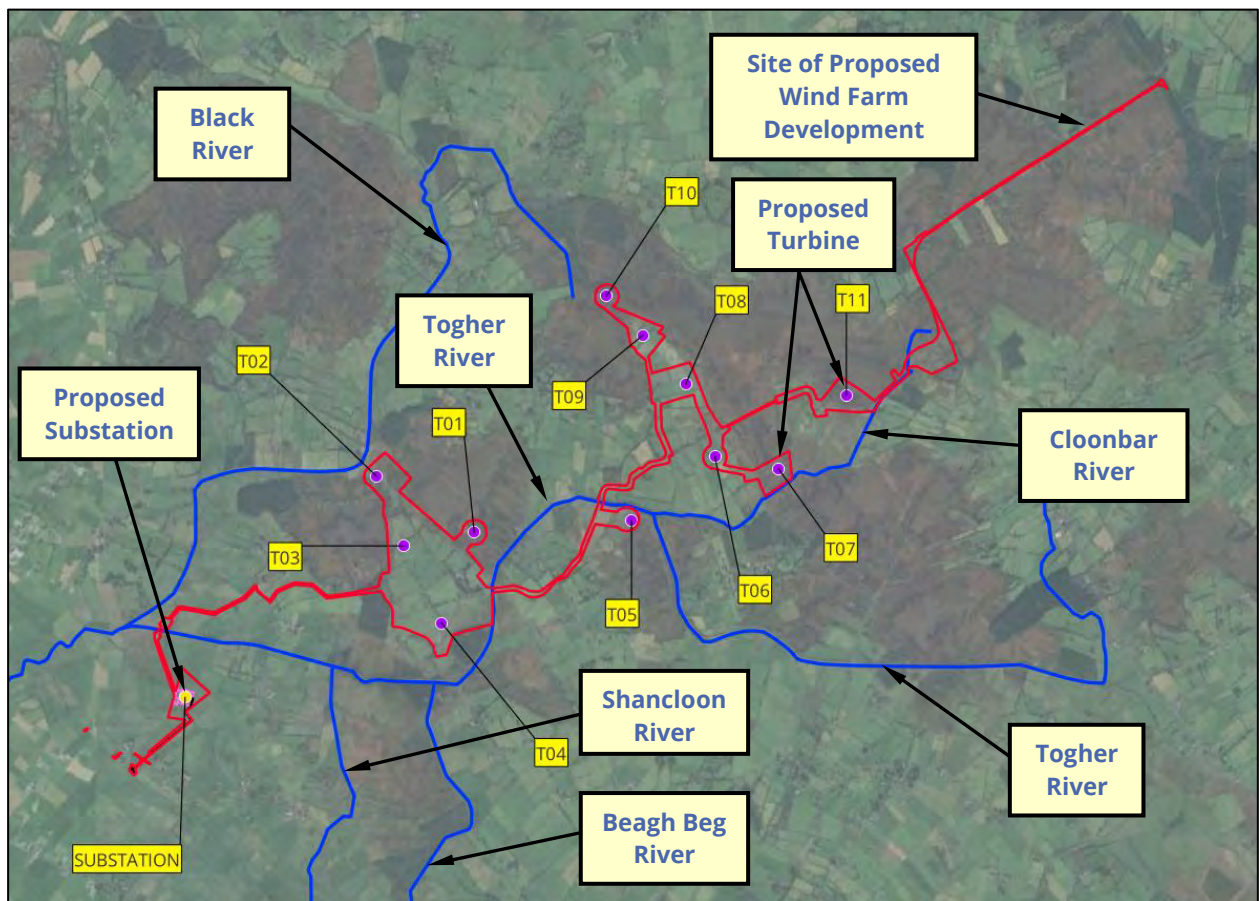 Site of Proposed
Wind Farm
Development
Black
River
T10
Proposed
Turbine
T08
T11
Togher
River
T02
T09
Proposed
Substation
T01
Cloonbar
River
T03
T07
T06
T05
Shancloon
River
T04
Togher
River
Beagh Beg
River
SUBSTATION